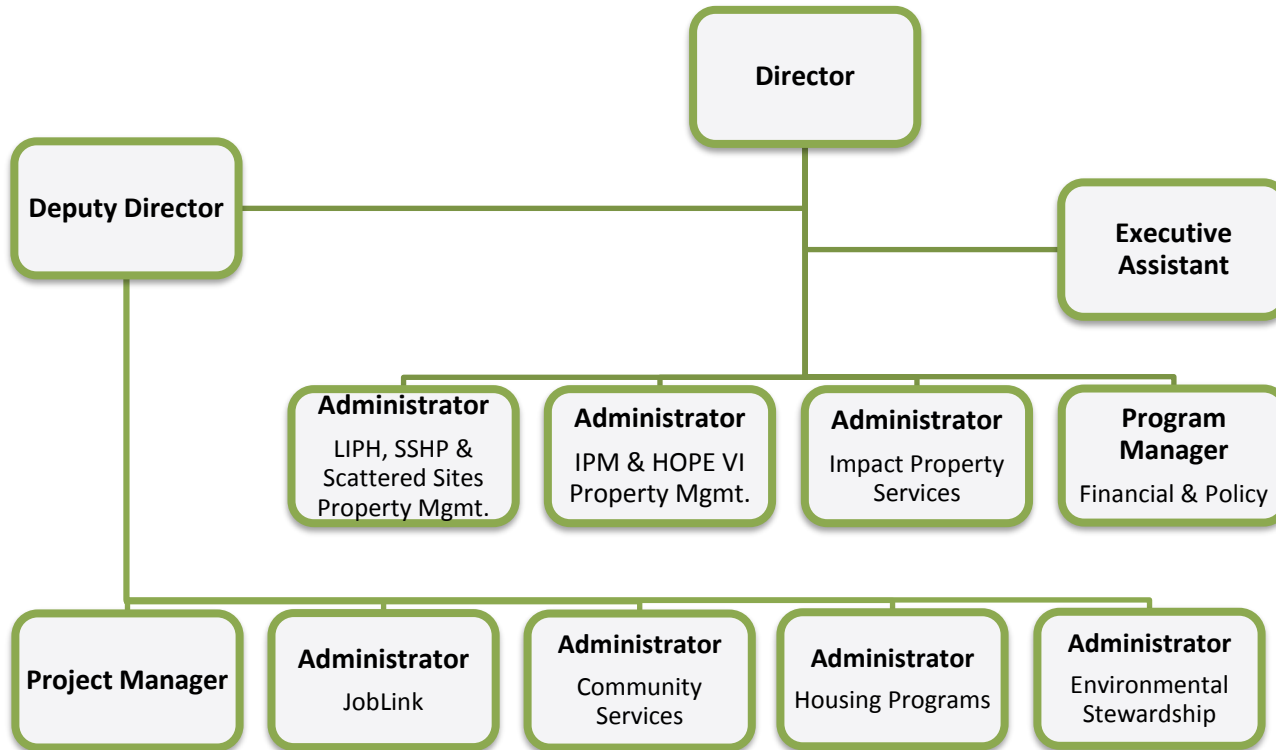 Director
Deputy Director
Executive
Assistant
Administrator
LIPH, SSHP &
Scattered Sites
Property Mgmt.
Administrator
IPM & HOPE VI
Property Mgmt.
Administrator
Impact Property
Services
Program
Manager
Financial & Policy
Project Manager
Administrator
JobLink
Administrator
Community
Services
Administrator
Housing Programs
Administrator
Environmental
Stewardship